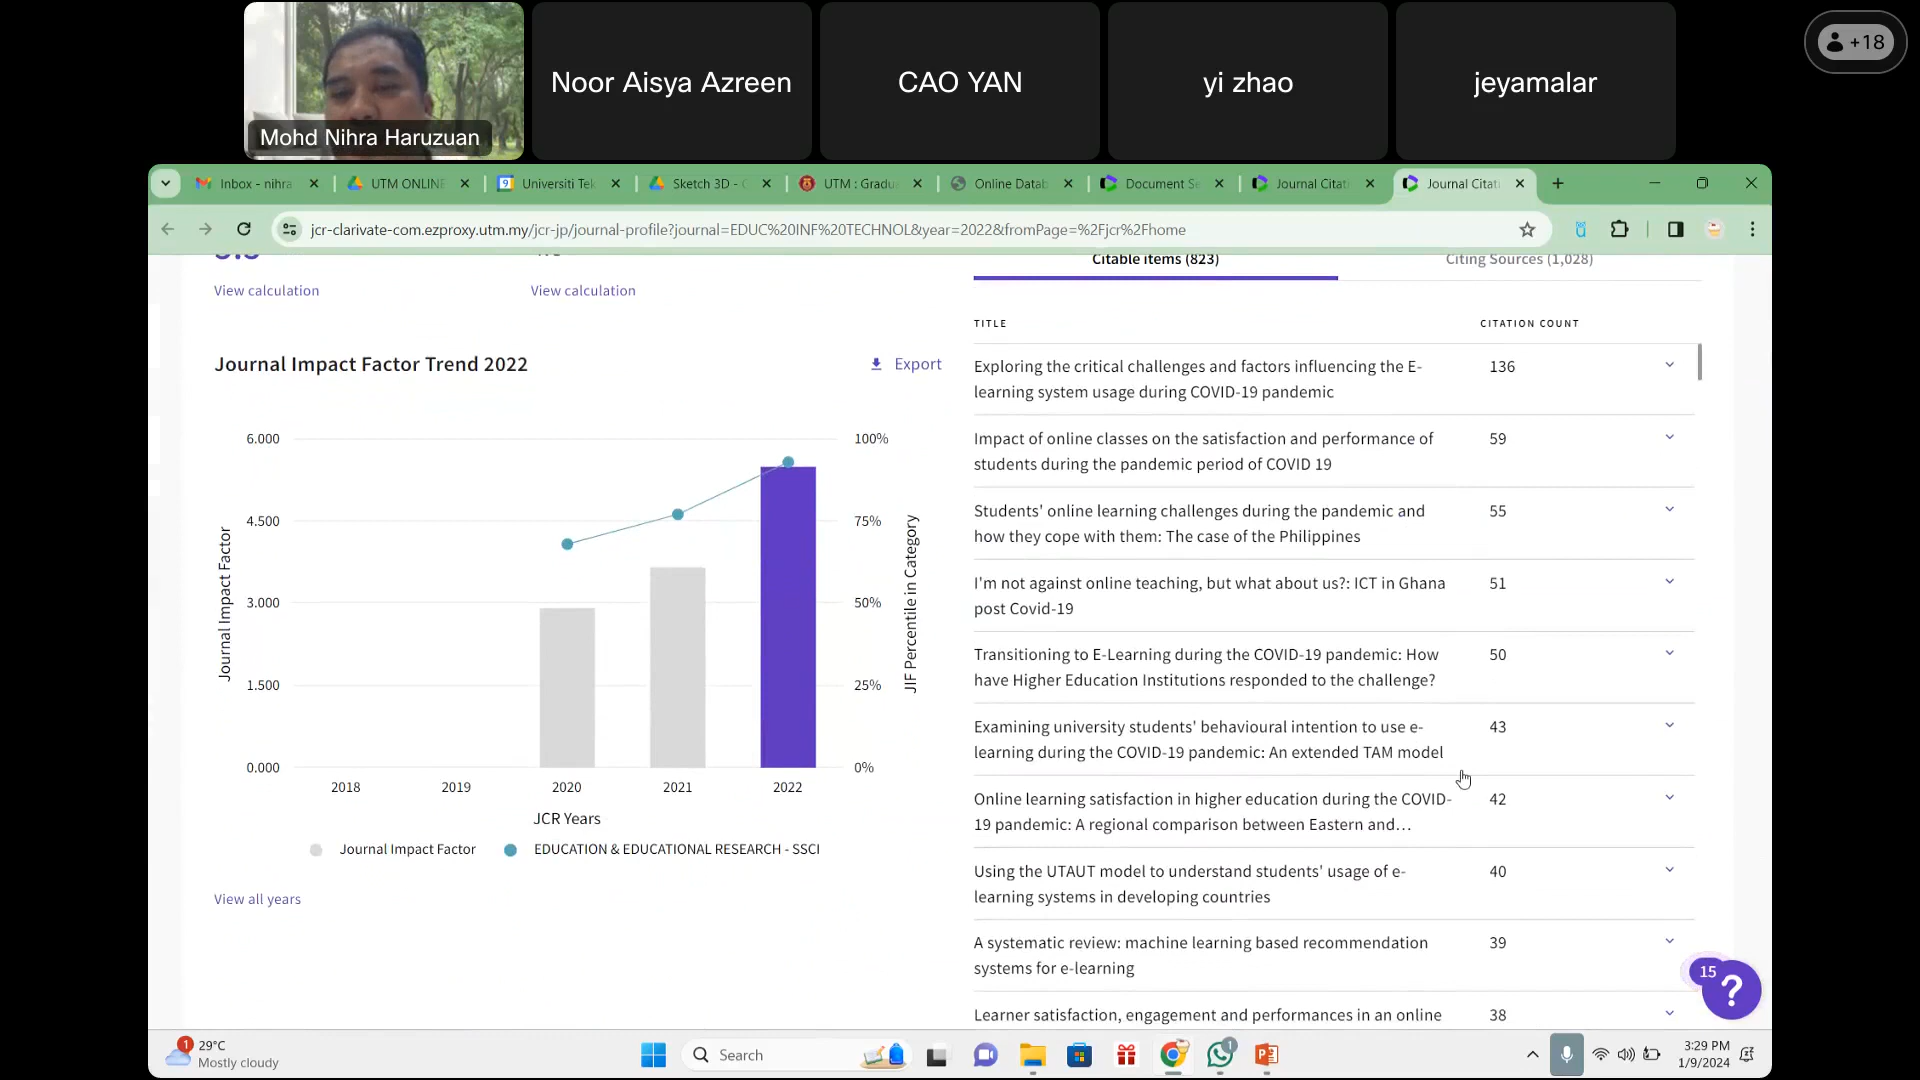 Mohd Nihra Haruzuan
Noor Aisya Azreen
CAO YAN
yi zhao
jeyamalar
+18
Inbox - nihra
UTM ONLINE
Universiti Tek
Sketch 3D -
UTM : Gradu
Online Datab
Document Se
Journal Citati
Journal Citati
jcr-clarivate-com.ezproxy.utm.my/jcr-jp/journal-profile?journal=EDUC%20INF%20TECHNOL&year=2022&fromPage=%2Fjcr%2Fhome
View calculation
View calculation
Journal Impact Factor Trend 2022
Export
6.000
4.500
3.000
1.500
0.000
100%
75%
50%
25%
0%
Journal Impact Factor
JIF Percentile in Category
2018
2019
2020
2021
2022
JCR Years
Journal Impact Factor
EDUCATION & EDUCATIONAL RESEARCH - SSCI
View all years
Citable items (823)
Citing Sources (1,028)
TITLE
CITATION COUNT
Exploring the critical challenges and factors influencing the E-
learning system usage during COVID-19 pandemic
136
Impact of online classes on the satisfaction and performance of
students during the pandemic period of COVID 19
59
Students' online learning challenges during the pandemic and
how they cope with them: The case of the Philippines
55
I'm not against online teaching, but what about us?: ICT in Ghana
post Covid-19
51
Transitioning to E-Learning during the COVID-19 pandemic: How
have Higher Education Institutions responded to the challenge?
50
Examining university students' behavioural intention to use e-
learning during the COVID-19 pandemic: An extended TAM model
43
Online learning satisfaction in higher education during the COVID-
19 pandemic: A regional comparison between Eastern and...
42
Using the UTAUT model to understand students' usage of e-
learning systems in developing countries
40
A systematic review: machine learning based recommendation
systems for e-learning
39
Learner satisfaction, engagement and performances in an online
38
15
?
1
29°C
Mostly cloudy
Search
1
3:29 PM
1/9/2024